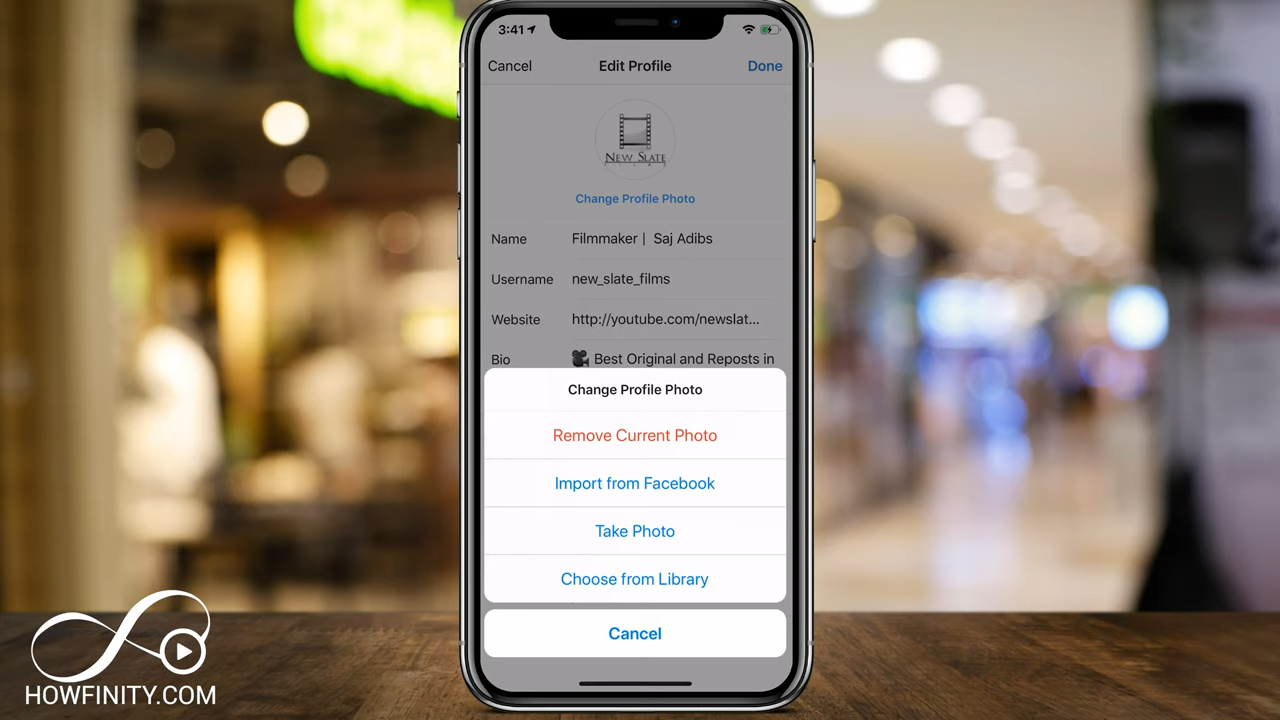 3:41
Cancel Edit Profile Done
NEW SLATE
Change Profile Photo
Name Filmmaker | Saj Adibs
Username new_slate_films
Website http://youtube.com/newslat...
Bio 🎥 Best Original and Reposts in
Change Profile Photo
Remove Current Photo
Import from Facebook
Take Photo
Choose from Library
Cancel
HOWFINITY.COM